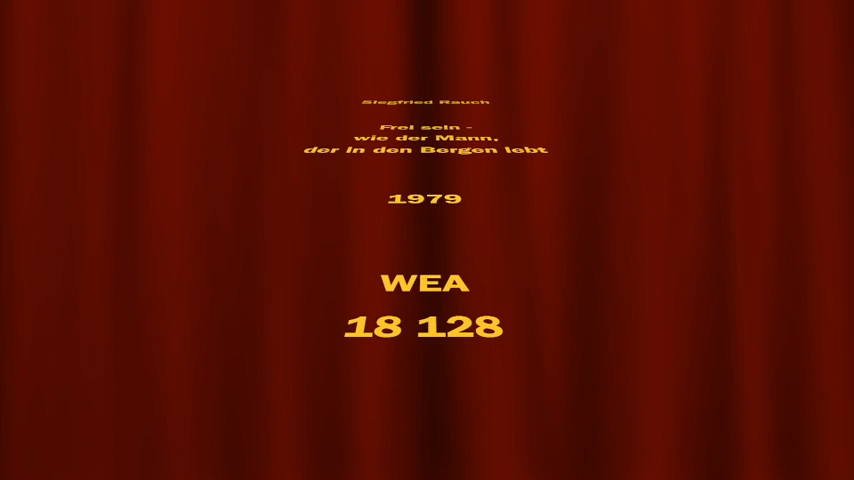 Siegfried Rauch
Frei sein -
wie der Mann,
der in den Bergen lebt
1979
WEA
18 128